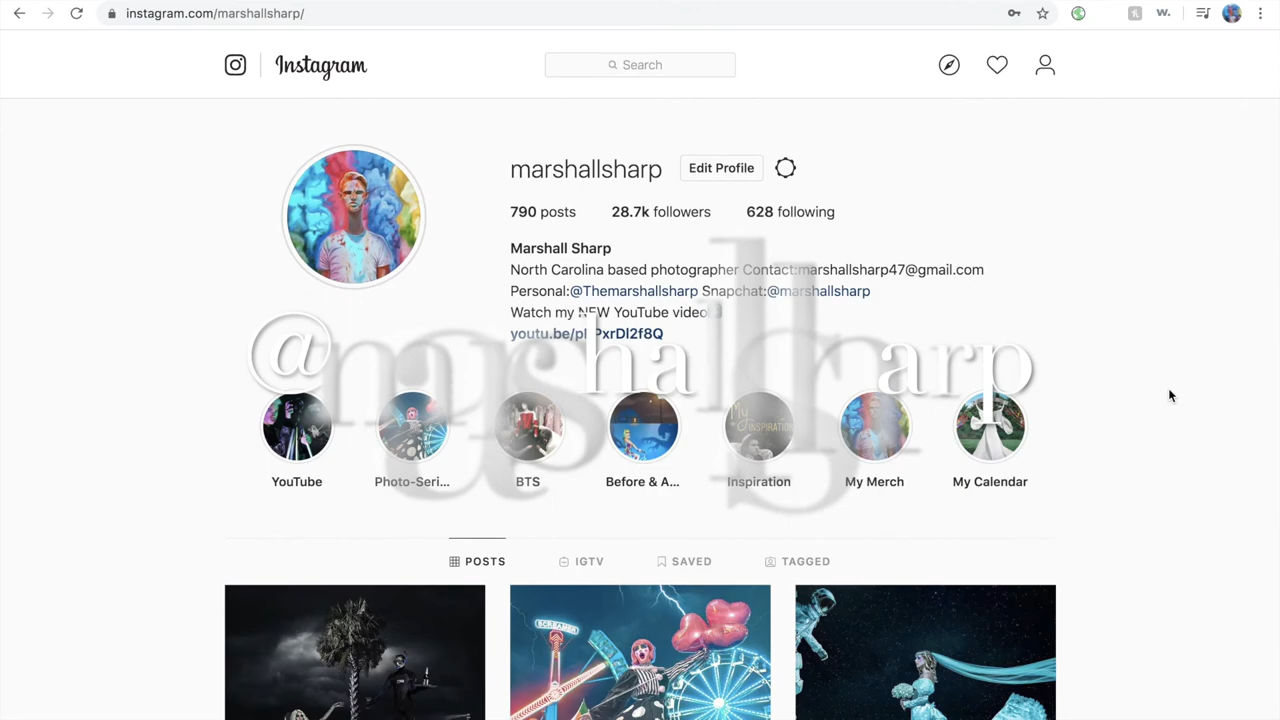 instagram.com/marshallsharp/
w.
Instagram
Search
marshallsharp
Edit Profile
790 posts 28.7k followers 628 following
Marshall Sharp
North Carolina based photographer Contact:marshallsharp47@gmail.com
Personal:@Themarshallsharp Snapchat:@marshallsharp
Watch my NEW YouTube video
@marshallsharp
YouTube Photo-Seri... BTS Before & A... Inspiration My Merch My Calendar
POSTS IGTV SAVED TAGGED